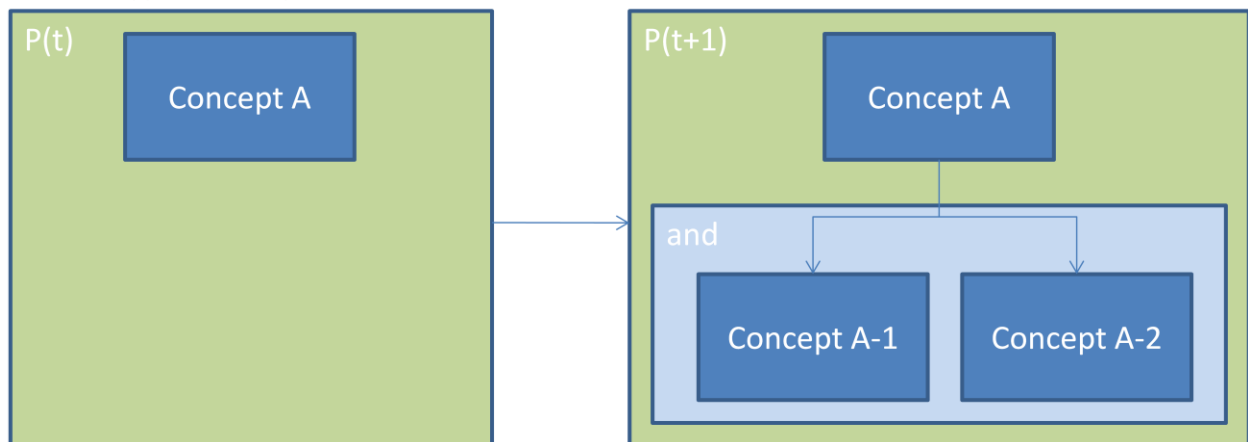 P(t)
Concept A
P(t+1)
Concept A
and
Concept A-1
Concept A-2